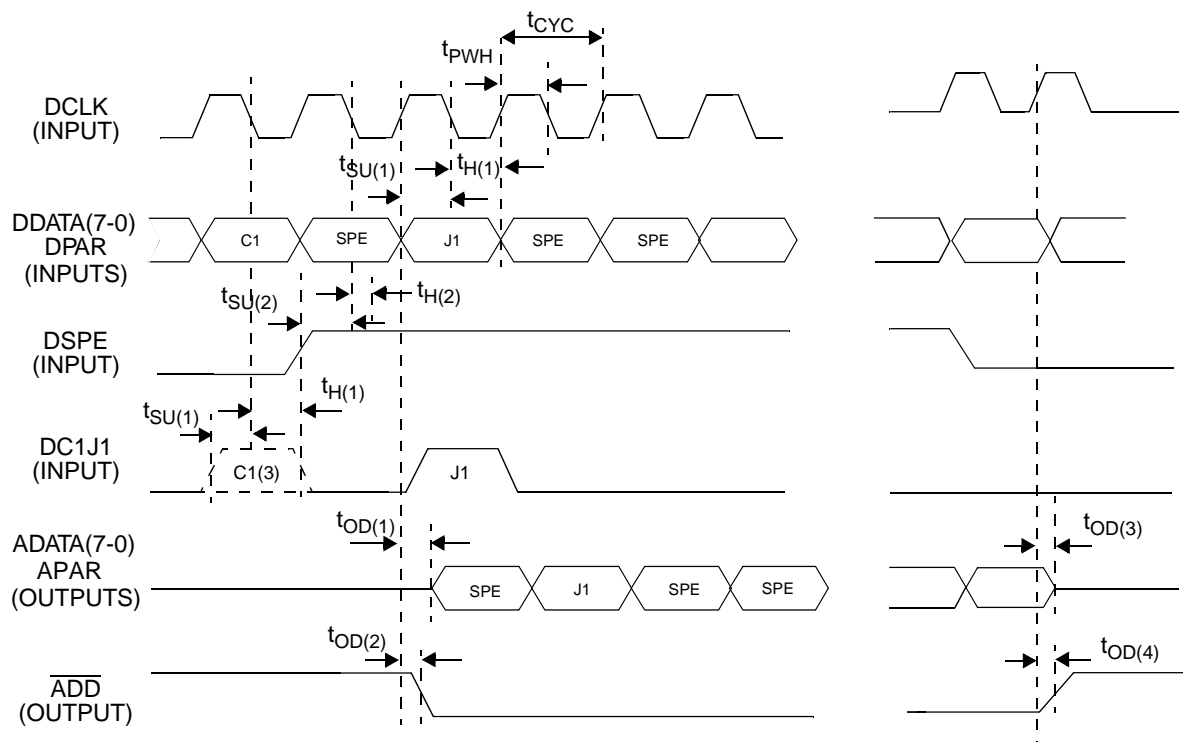 tCYC
tPWH
DCLK
(INPUT)
tSU(1)
tH(1)
DDATA(7-0)
DPAR
(INPUTS)
C1
SPE
J1
SPE
SPE
tSU(2)
tH(2)
DSPE
(INPUT)
tH(1)
tSU(1)
DC1J1
(INPUT)
C1(3)
J1
tOD(1)
tOD(3)
ADATA(7-0)
APAR
(OUTPUTS)
SPE
J1
SPE
SPE
tOD(2)
tOD(4)
ADD
(OUTPUT)